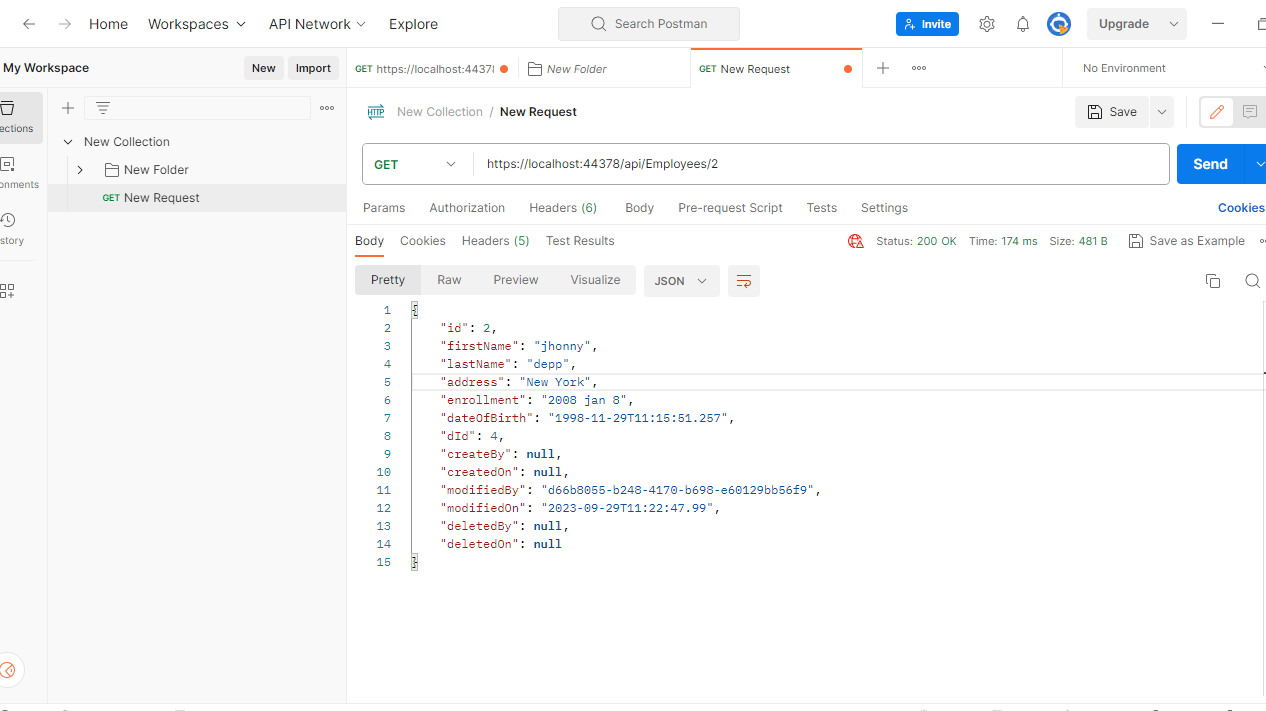 Home Workspaces API Network Explore Search Postman Invite Upgrade
My Workspace New Import GET https://localhost:4437 New Folder GET New Request No Environment
ections
New Collection
New Folder
GET New Request
onments
story
HTTP New Collection / New Request Save
GET https://localhost:44378/api/Employees/2 Send
Params Authorization Headers (6) Body Pre-request Script Tests Settings Cookies
Body Cookies Headers (5) Test Results Status: 200 OK Time: 174 ms Size: 481 B Save as Example
Pretty Raw Preview Visualize JSON
1 {
2 "id": 2,
3 "firstName": "jhonny",
4 "lastName": "depp",
5 "address": "New York",
6 "enrollment": "2008 jan 8",
7 "dateOfBirth": "1998-11-29T11:15:51.257",
8 "dId": 4,
9 "createBy": null,
10 "createdOn": null,
11 "modifiedBy": "d66b8055-b248-4170-b698-e60129bb56f9",
12 "modifiedOn": "2023-09-29T11:22:47.99",
13 "deletedBy": null,
14 "deletedOn": null
15 }